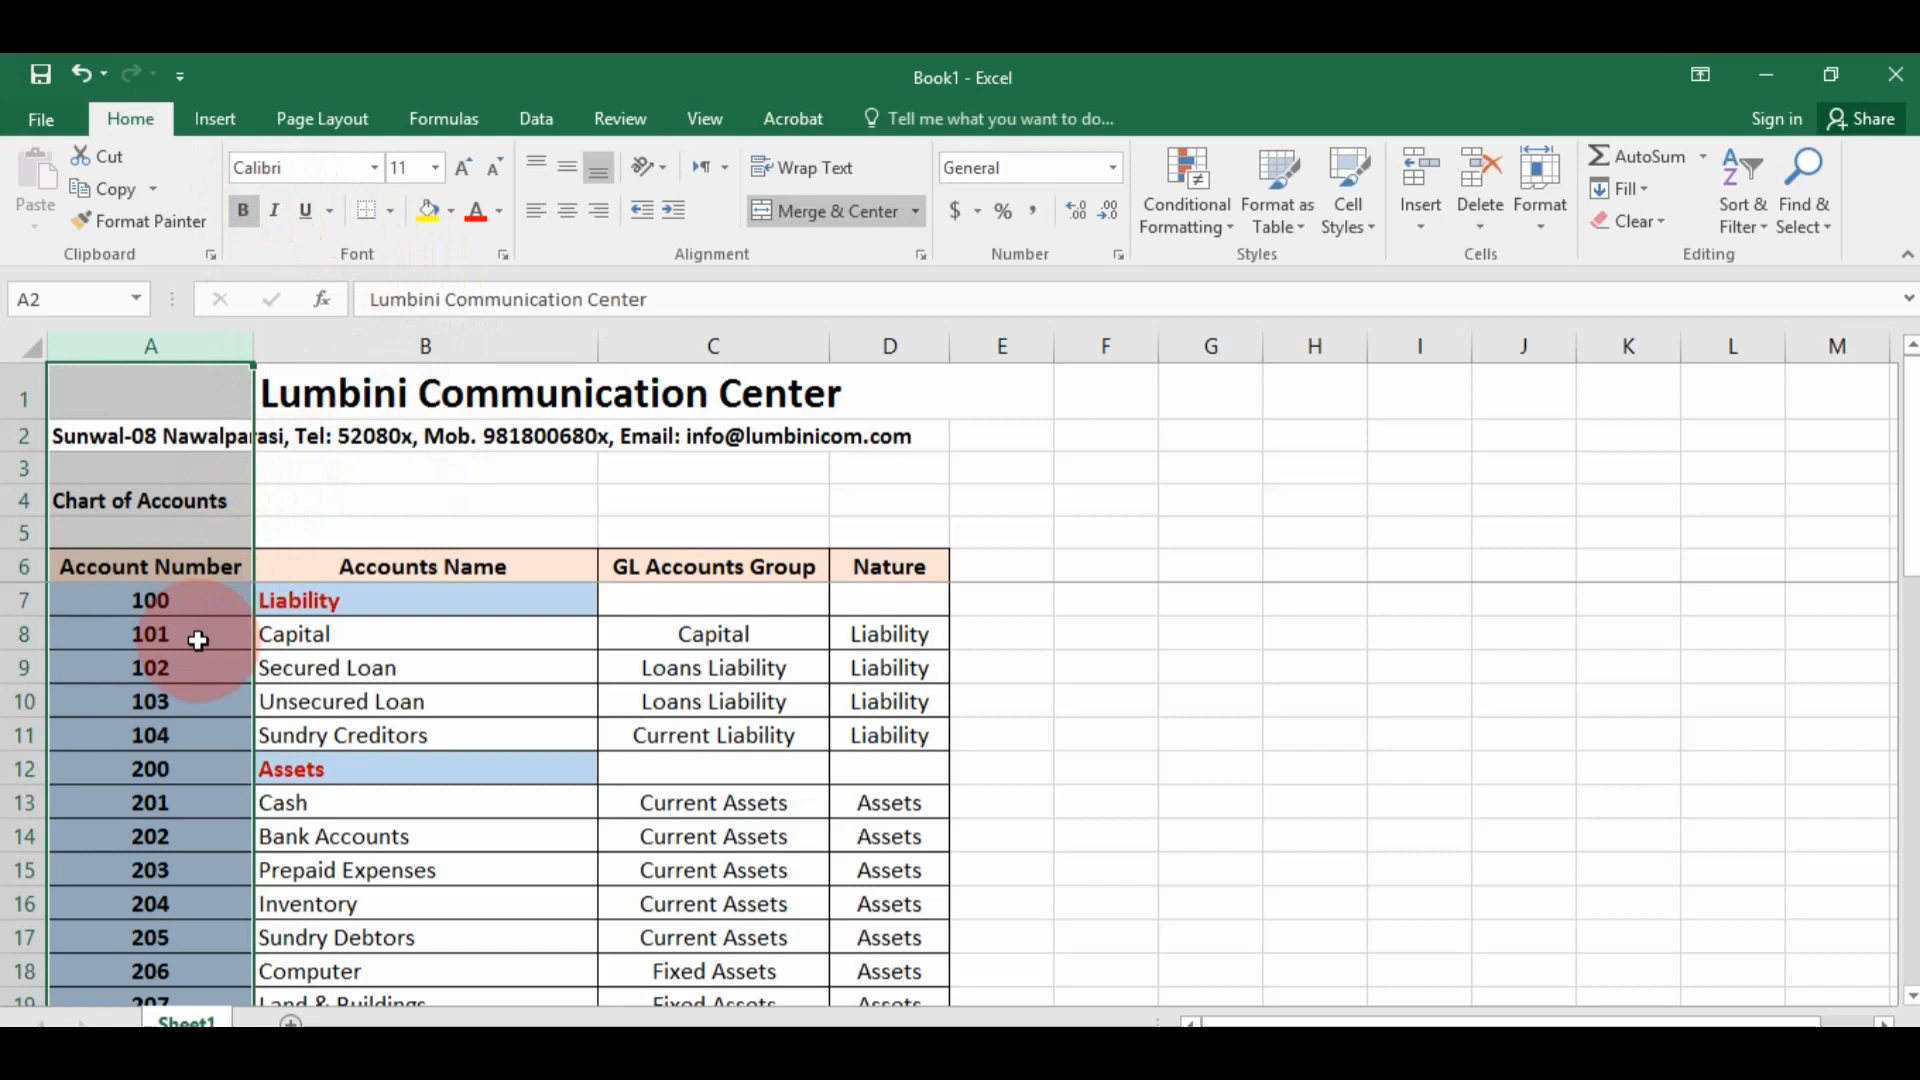 Book1 - Excel
File Home Insert Page Layout Formulas Data Review View Acrobat Tell me what you want to do... Sign in Share
Paste
Cut
Copy
Format Painter
Clipboard
Calibri 11
B I U A
Font
Wrap Text
Merge & Center
Alignment
General
$ % ,
Number
Conditional Formatting
Format as Table
Cell Styles
Styles
Insert
Delete
Format
Cells
AutoSum
Fill
Clear
Sort & Filter
Find & Select
Editing
A2 fx Lumbini Communication Center
A B C D E F G H I J K L M
1 Lumbini Communication Center
2 Sunwal-08 Nawalparasi, Tel: 52080x, Mob. 981800680x, Email: info@lumbinicom.com
3
4 Chart of Accounts
5
6 Account Number Accounts Name GL Accounts Group Nature
7 100 Liability
8 101 Capital Capital Liability
9 102 Secured Loan Loans Liability Liability
10 103 Unsecured Loan Loans Liability Liability
11 104 Sundry Creditors Current Liability Liability
12 200 Assets
13 201 Cash Current Assets Assets
14 202 Bank Accounts Current Assets Assets
15 203 Prepaid Expenses Current Assets Assets
16 204 Inventory Current Assets Assets
17 205 Sundry Debtors Current Assets Assets
18 206 Computer Fixed Assets Assets
19 207 Land & Buildings Fixed Assets Assets
Sheet1